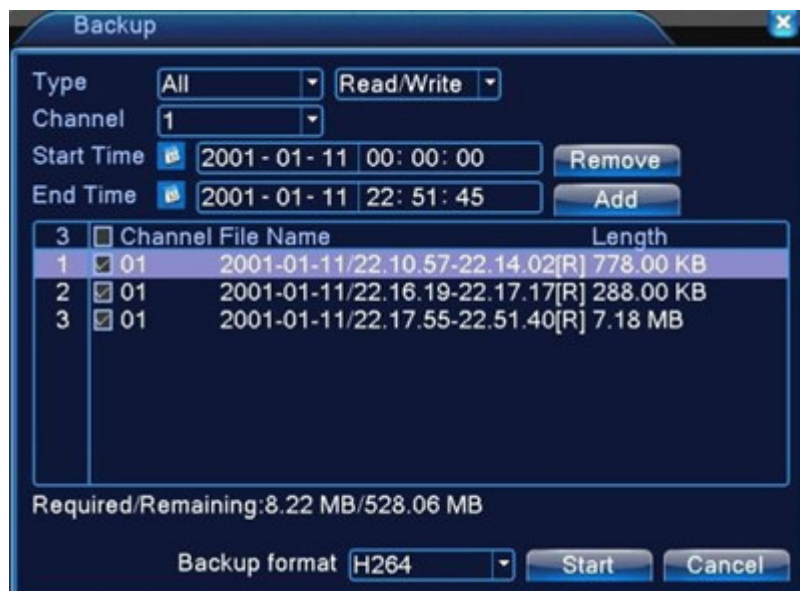 Backup
Type All Read/Write
Channel 1
Start Time 2001 - 01 - 11 00: 00: 00 Remove
End Time 2001 - 01 - 11 22: 51: 45 Add
3 Channel File Name Length
1 01 2001-01-11/22.10.57-22.14.02[R] 778.00 KB
2 01 2001-01-11/22.16.19-22.17.17[R] 288.00 KB
3 01 2001-01-11/22.17.55-22.51.40[R] 7.18 MB
Required/Remaining:8.22 MB/528.06 MB
Backup format H264 Start Cancel